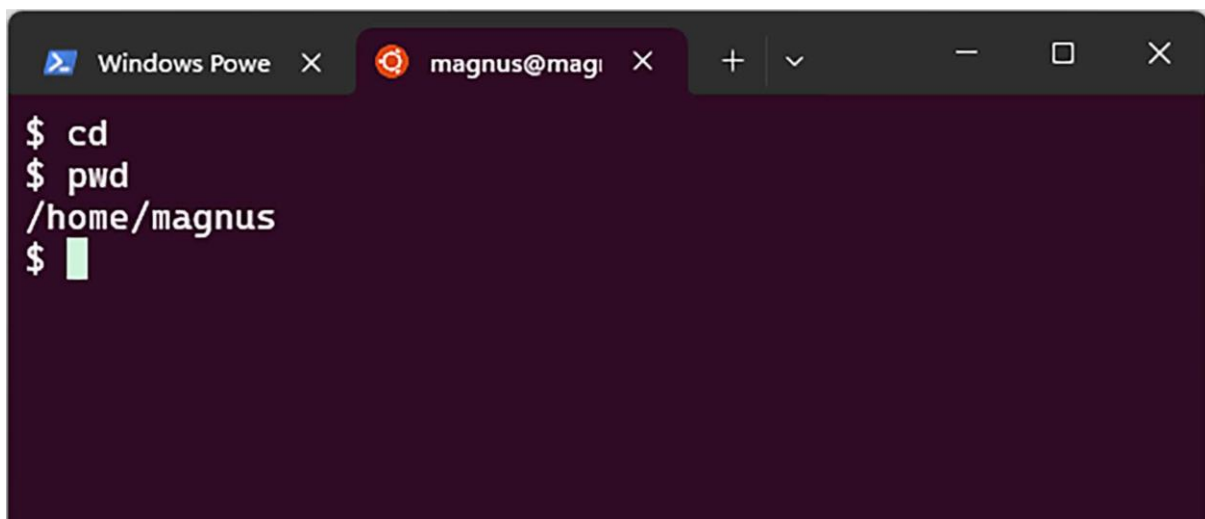 Windows Powe
magnus@mag
$ cd
$ pwd
/home/magnus
$